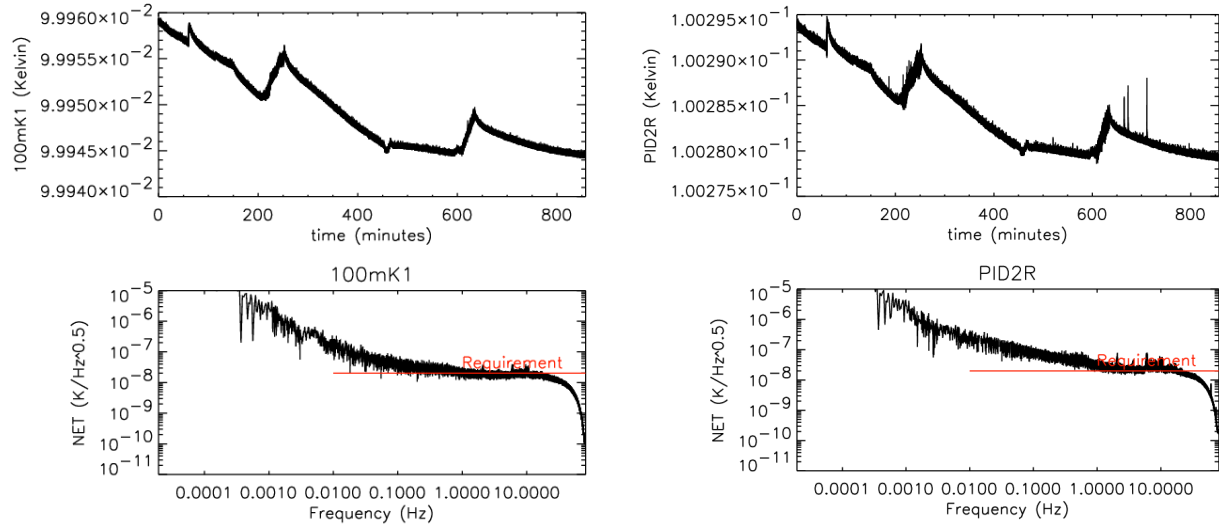 9.9960×10⁻²
9.9955×10⁻²
9.9950×10⁻²
9.9945×10⁻²
9.9940×10⁻²
100mK1 (Kelvin)
0 200 400 600 800
time (minutes)
1.00295×10⁻¹
1.00290×10⁻¹
1.00285×10⁻¹
1.00280×10⁻¹
1.00275×10⁻¹
PID2R (Kelvin)
0 200 400 600 800
time (minutes)
100mK1
10⁻⁵
10⁻⁶
10⁻⁷
10⁻⁸
10⁻⁹
10⁻¹⁰
10⁻¹¹
NET (K/Hz^0.5)
Requirement
0.0001 0.0010 0.0100 0.1000 1.0000 10.0000
Frequency (Hz)
PID2R
10⁻⁵
10⁻⁶
10⁻⁷
10⁻⁸
10⁻⁹
10⁻¹⁰
10⁻¹¹
NET (K/Hz^0.5)
Requirement
0.0001 0.0010 0.0100 0.1000 1.0000 10.0000
Frequency (Hz)